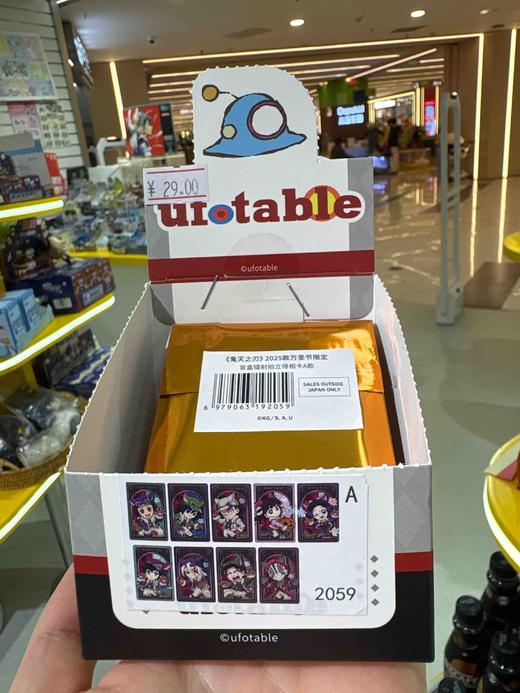 ¥ 29.00
ufotable
©ufotable
《鬼灭之刃》2025款万圣节限定
盲盒镭射拍立得相卡A款
SALES OUTSIDE
JAPAN ONLY
6 979063 192059
©KG/S, A, U
A
2059
ufotable
©ufotable